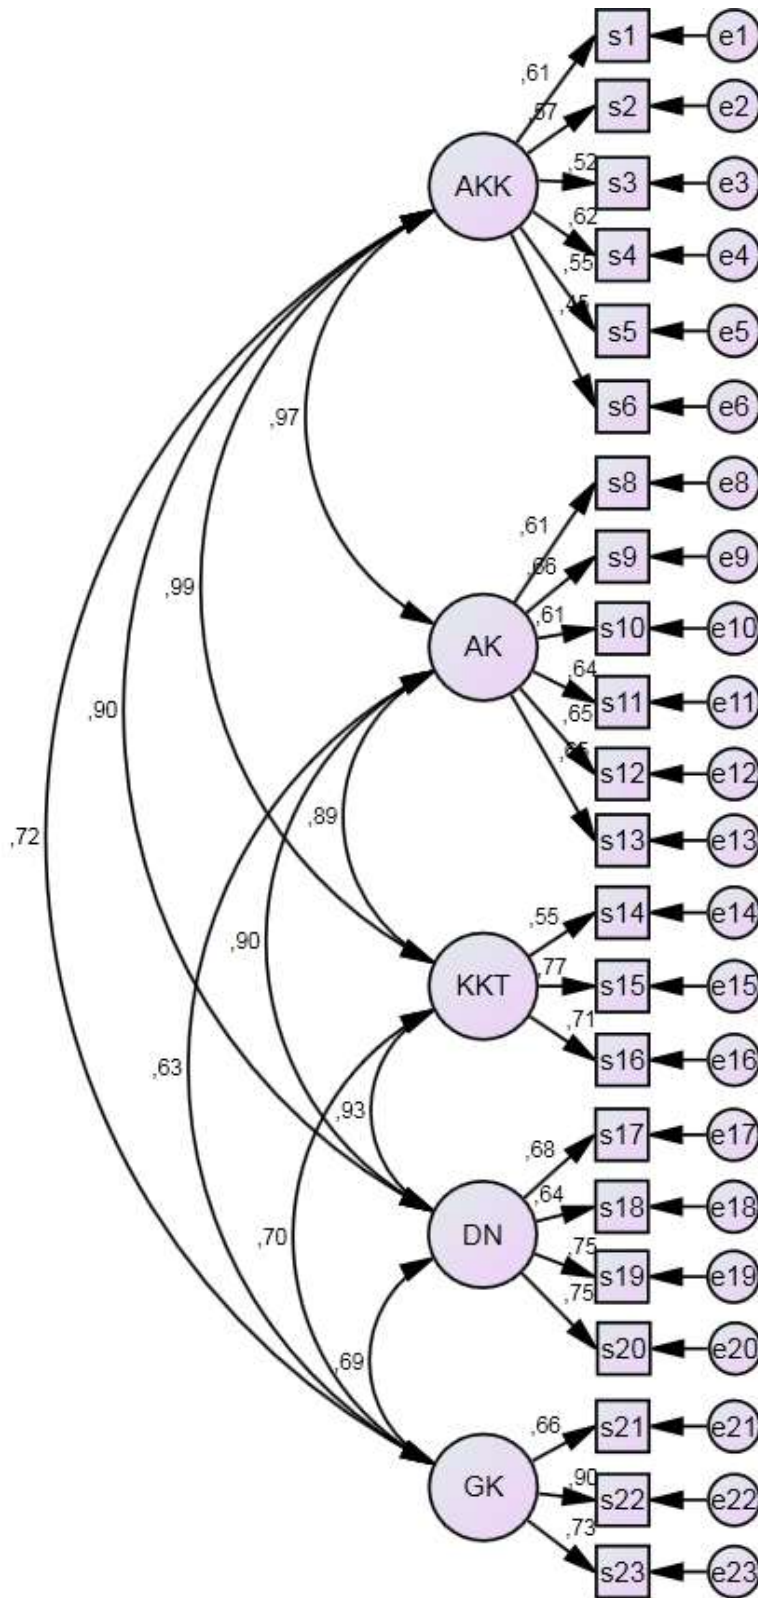 s1 e1
,61
s2 e2
,57
AKK
,52
s3 e3
,62
s4 e4
,55
s5 e5
,45
s6 e6
,97
s8 e8
,61
s9 e9
,66
,99
,61
s10 e10
AK
,64
s11 e11
,90
,65
s12 e12
s13 e13
,89
,72
s14 e14
,55
,90
,77
KKT
s15 e15
,71
s16 e16
,63
,93
s17 e17
,68
,64
s18 e18
,70
DN
,75
s19 e19
,75
s20 e20
,69
,66
s21 e21
,90
GK
s22 e22
,73
s23 e23